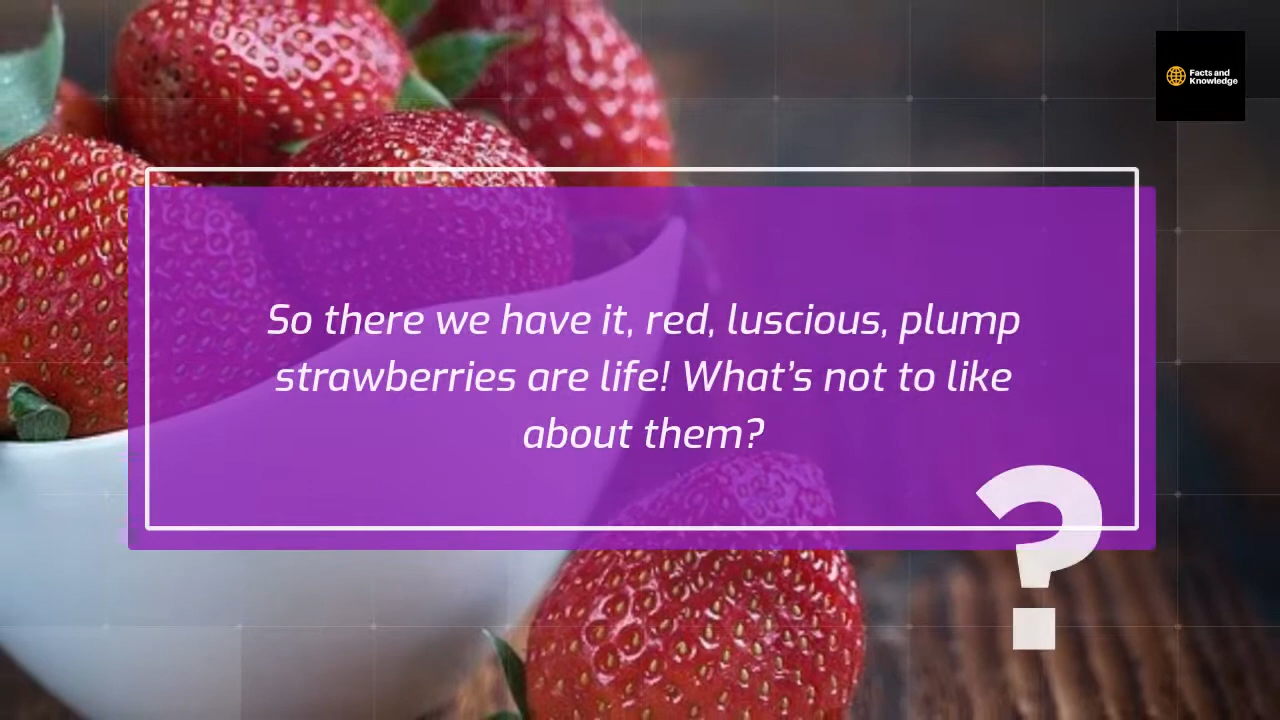 Facts and
Knowledge
So there we have it, red, luscious, plump
strawberries are life! What's not to like
about them?
?